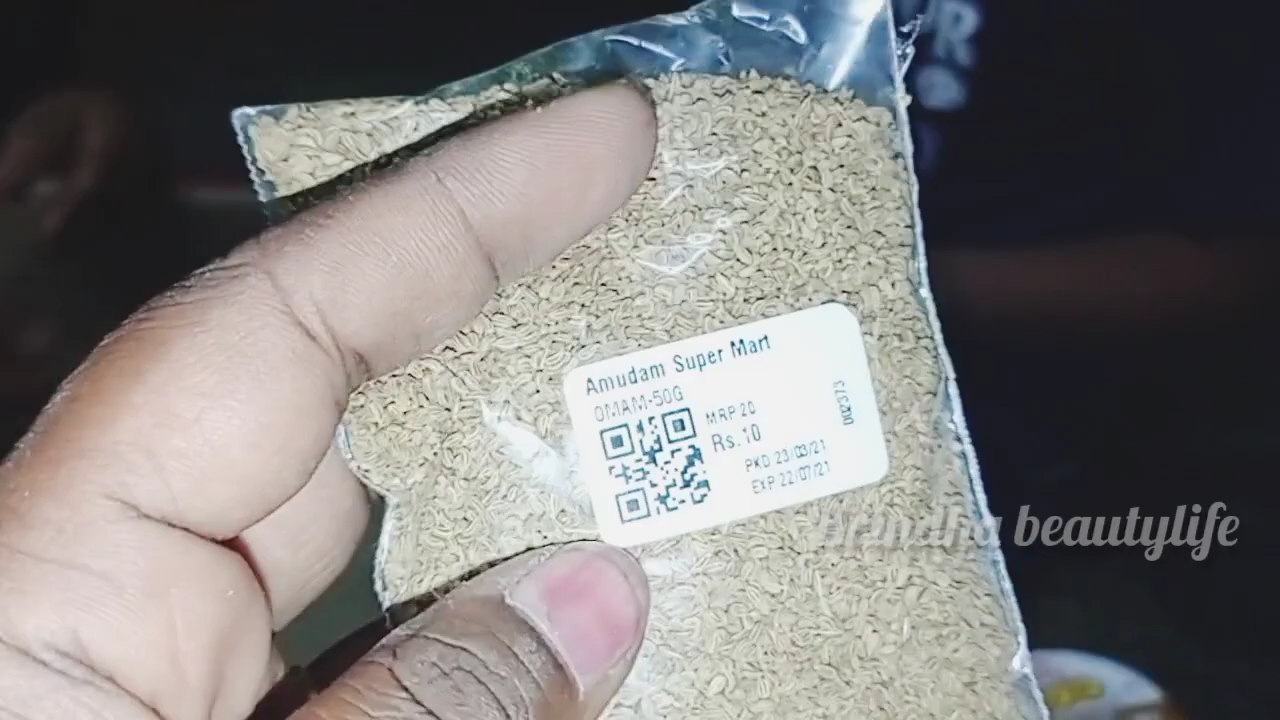 Amudam Super Mart
OMAM-50G
MRP 20
Rs.10
PKD 23/03/21
EXP 22/07/21
002373
beautylife